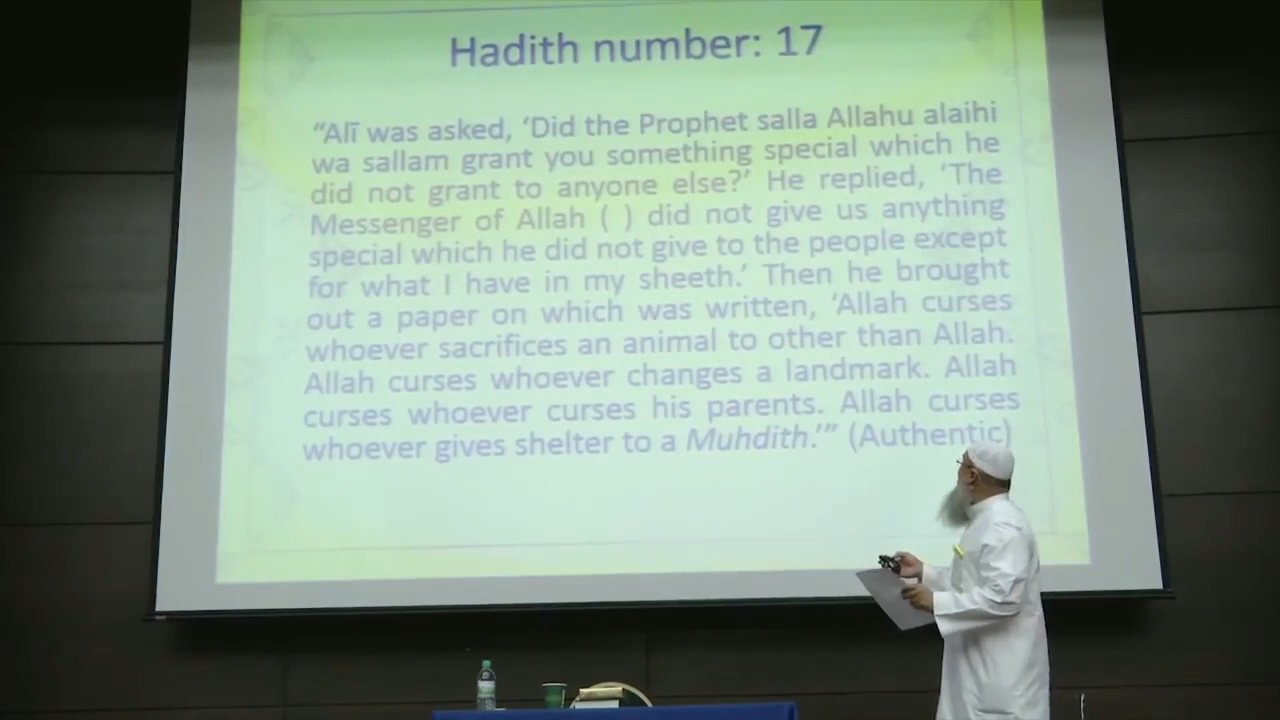 Hadith number: 17
“Alī was asked, ‘Did the Prophet salla Allahu alaihi
wa sallam grant you something special which he
did not grant to anyone else?’ He replied, ‘The
Messenger of Allah ( ) did not give us anything
special which he did not give to the people except
for what I have in my sheeth.’ Then he brought
out a paper on which was written, ‘Allah curses
whoever sacrifices an animal to other than Allah.
Allah curses whoever changes a landmark. Allah
curses whoever curses his parents. Allah curses
whoever gives shelter to a Muhdith.’” (Authentic)